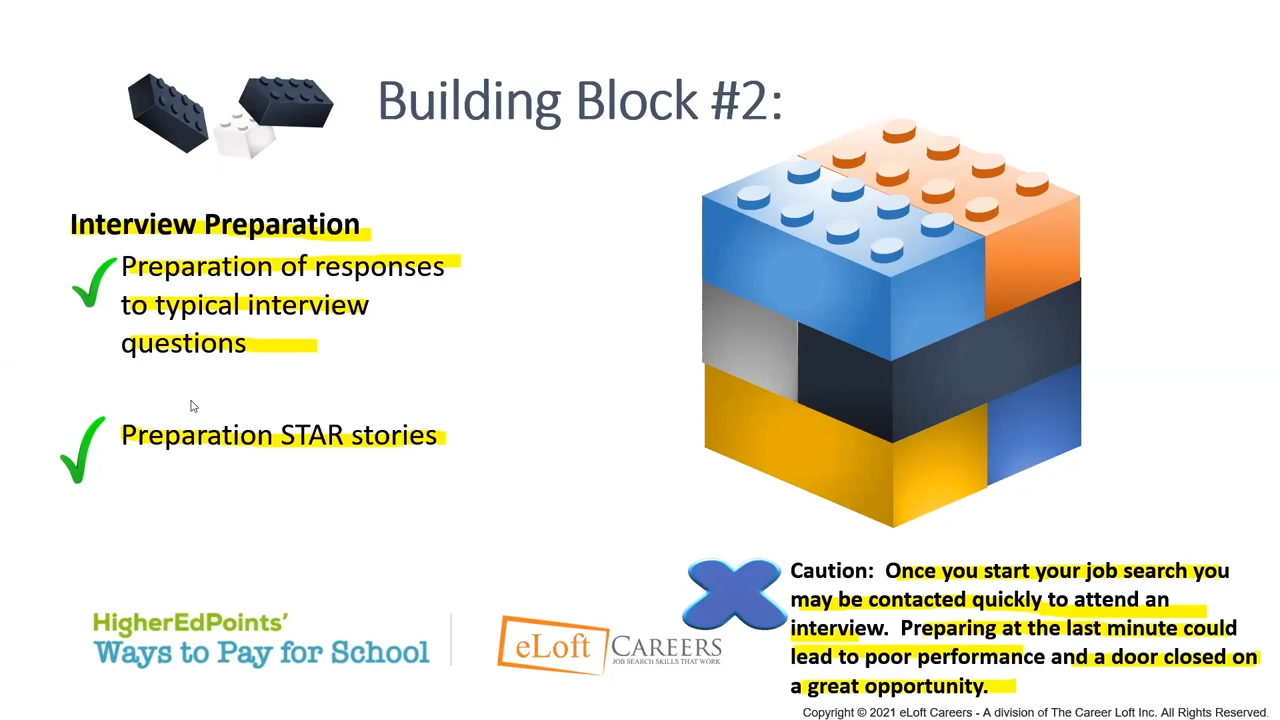 Building Block #2:
Interview Preparation
Preparation of responses
to typical interview
questions
Preparation STAR stories
Caution: Once you start your job search you
may be contacted quickly to attend an
interview. Preparing at the last minute could
lead to poor performance and a door closed on
a great opportunity.
HigherEdPoints'
Ways to Pay for School
eLoft CAREERS
JOB SEARCH SKILLS THAT WORK
Copyright © 2021 eLoft Careers - A division of The Career Loft Inc. All Rights Reserved.